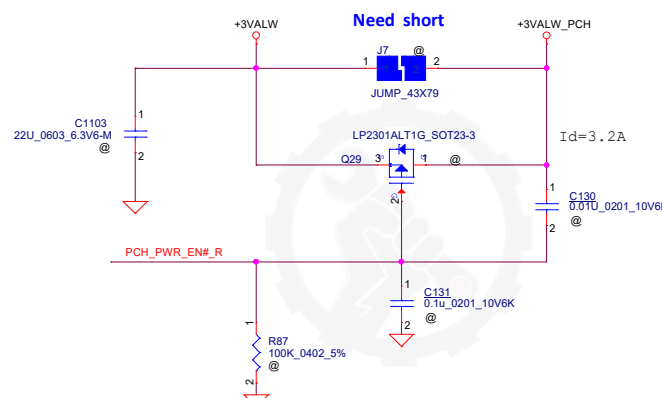 Need short
+3VALW
+3VALW_PCH
J7
@
1
2
JUMP_43X79
1
C1103
22U_0603_6.3V6-M
@
2
LP2301ALT1G_SOT23-3
Id=3.2A
Q29
3
1
@
2
1
C130
0.01U_0201_10V6K
@
2
PCH_PWR_EN#_R
1
C131
0.1u_0201_10V6K
@
2
1
R87
100K_0402_5%
@
2